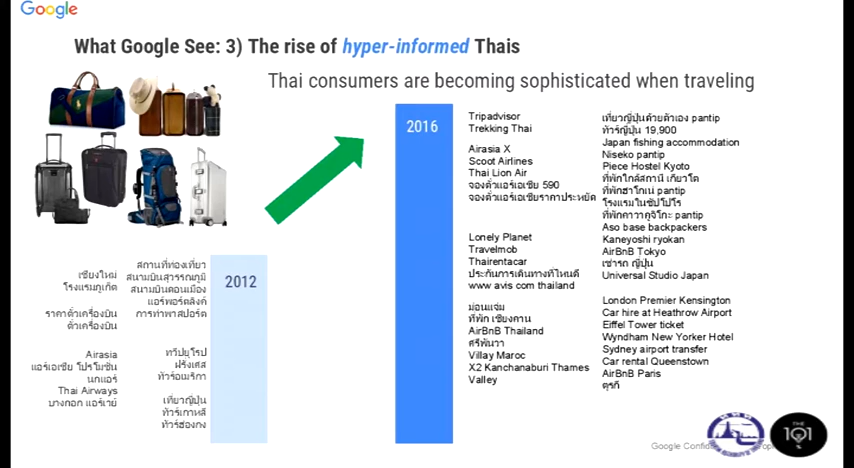 Google
What Google See: 3) The rise of hyper-informed Thais
Thai consumers are becoming sophisticated when traveling
2012
เชียงใหม่
โรงแรมภูเก็ต
ราคาตั๋วเครื่องบิน
ตั๋วเครื่องบิน
Airasia
แอร์เอเชีย โปรโมชั่น
นกแอร์
Thai Airways
บางกอก แอร์เวย์
สถานที่ท่องเที่ยว
สนามบินสุวรรณภูมิ
สนามบินดอนเมือง
แอร์พอร์ตลิงก์
การทำพาสปอร์ต
ทวีปยุโรป
ฝรั่งเศส
ทัวร์อเมริกา
เที่ยวญี่ปุ่น
ทัวร์เกาหลี
ทัวร์ฮ่องกง
2016
Tripadvisor
Trekking Thai
Airasia X
Scoot Airlines
Thai Lion Air
จองตั๋วแอร์เอเชีย 590
จองตั๋วแอร์เอเชียราคาประหยัด
Lonely Planet
Travelmob
Thairentacar
ประกันการเดินทางที่ไหนดี
www avis com thailand
ม่อนแจ่ม
ที่พัก เชียงคาน
AirBnB Thailand
ศรีพันวา
Villay Maroc
X2 Kanchanaburi Thames
Valley
เที่ยวญี่ปุ่นด้วยตัวเอง pantip
ทัวร์ญี่ปุ่น 19,900
Japan fishing accommodation
Niseko pantip
Piece Hostel Kyoto
ที่พักใกล้สถานี เกียวโต
ที่พักฮาโกเน่ pantip
โรงแรมในซัปโปโร
ที่พักคาวากูจิโกะ pantip
Aso base backpackers
Kaneyoshi ryokan
AirBnB Tokyo
เช่ารถ ญี่ปุ่น
Universal Studio Japan
London Premier Kensington
Car hire at Heathrow Airport
Eiffel Tower ticket
Wyndham New Yorker Hotel
Sydney airport transfer
Car rental Queenstown
AirBnB Paris
ตุรกี
Google
THE
101